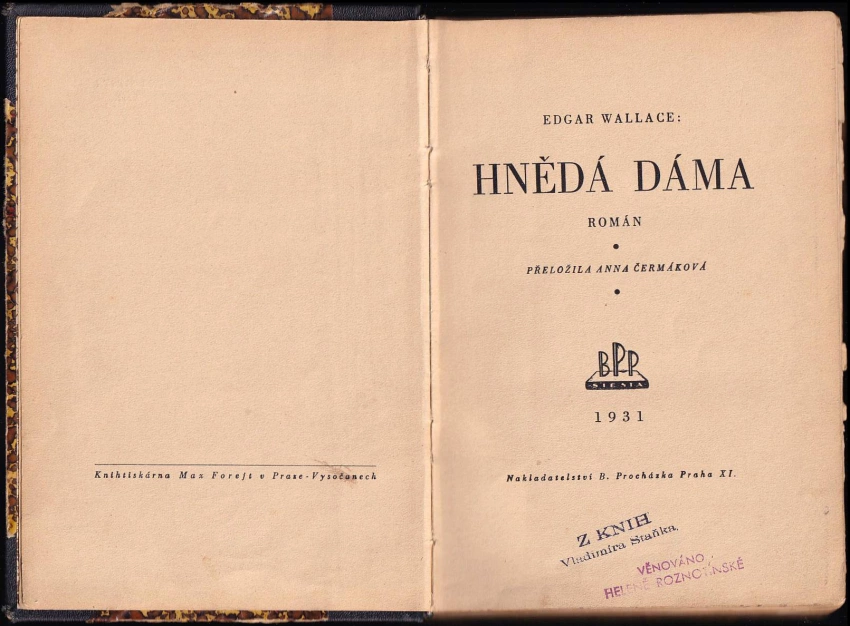 Knihtiskárna Max Forejt v Praze-Vysočanech
EDGAR WALLACE:
HNĚDÁ DÁMA
ROMÁN
PŘELOŽILA ANNA ČERMÁKOVÁ
BPP
SIESTA
1931
Nakladatelství B. Procházka Praha XI.
Z KNIH
Vladimíra Staňka.
VĚNOVÁNO
HELENĚ